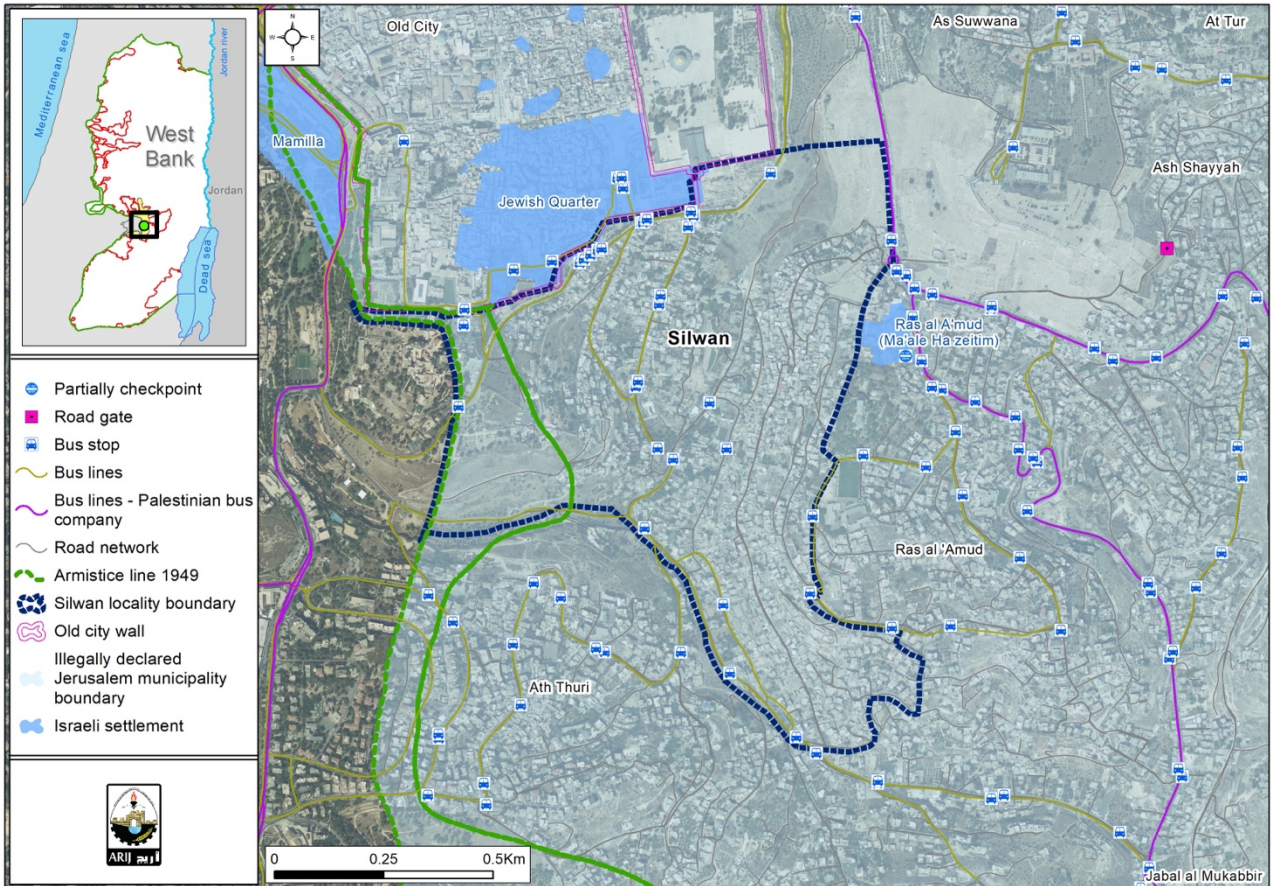 Mediterranean sea
Jordan river
West
Bank
Jordan
Dead sea
Partially checkpoint
Road gate
Bus stop
Bus lines
Bus lines - Palestinian bus
company
Road network
Armistice line 1949
Silwan locality boundary
Old city wall
Illegally declared
Jerusalem municipality
boundary
Israeli settlement
ARIJ أريج
N
W E
S
Old City
As Suwwana
At Tur
Mamilla
Ash Shayyah
Jewish Quarter
Silwan
Ras al A'mud
(Ma'ale Ha'zeitim)
Ras al 'Amud
Ath Thuri
Jabal al Mukabbir
0 0.25 0.5Km